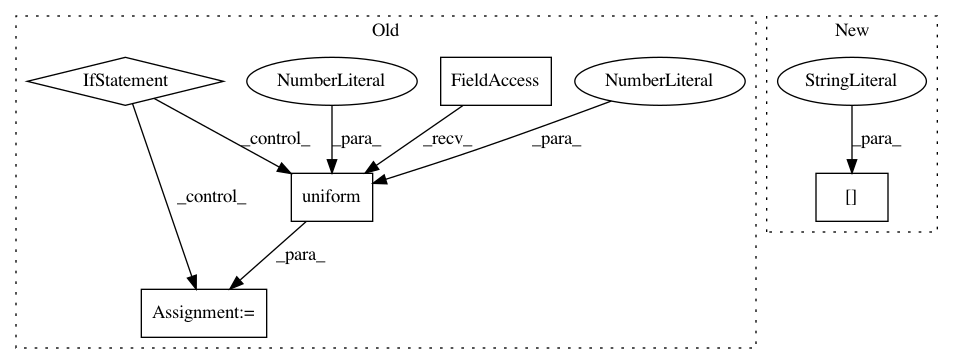 Old
New
IfStatement
NumberLiteral
FieldAccess
NumberLiteral
StringLiteral
_control_
_para_
_recv_
_para_
_para_
_control_
uniform
[]
_para_
Assignment:=